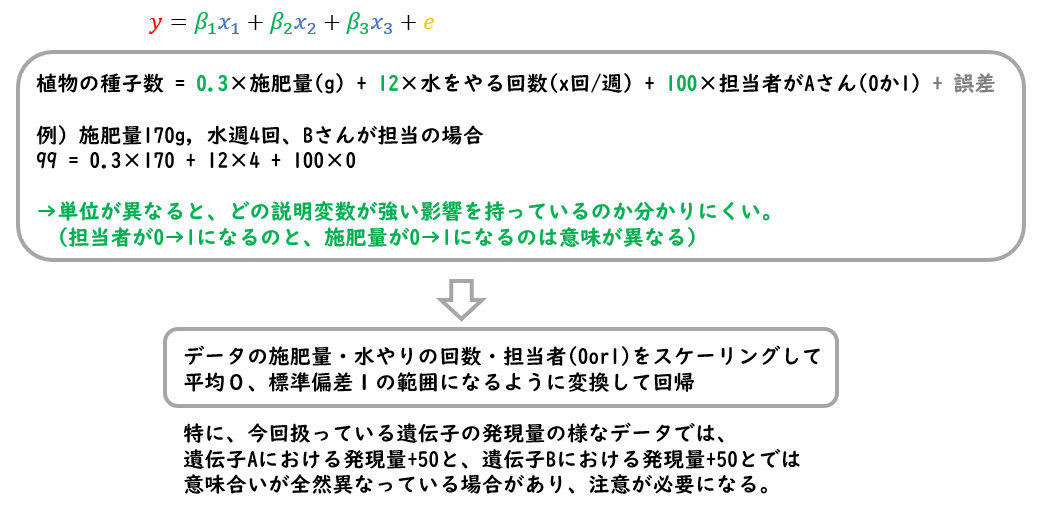 y = β₁x₁ + β₂x₂ + β₃x₃ + e
植物の種子数 = 0.3×施肥量(g) + 12×水をやる回数(x回/週) + 100×担当者がAさん(0か1) + 誤差
例) 施肥量170g, 水週4回、Bさんが担当の場合
99 = 0.3×170 + 12×4 + 100×0
→単位が異なると、どの説明変数が強い影響を持っているのか分かりにくい。
(担当者が0→1になるのと、施肥量が0→1になるのは意味が異なる)
データの施肥量・水やりの回数・担当者(0or1)をスケーリングして
平均０、標準偏差１の範囲になるように変換して回帰
特に、今回扱っている遺伝子の発現量の様なデータでは、
遺伝子Aにおける発現量+50と、遺伝子Bにおける発現量+50とでは
意味合いが全然異なっている場合があり、注意が必要になる。